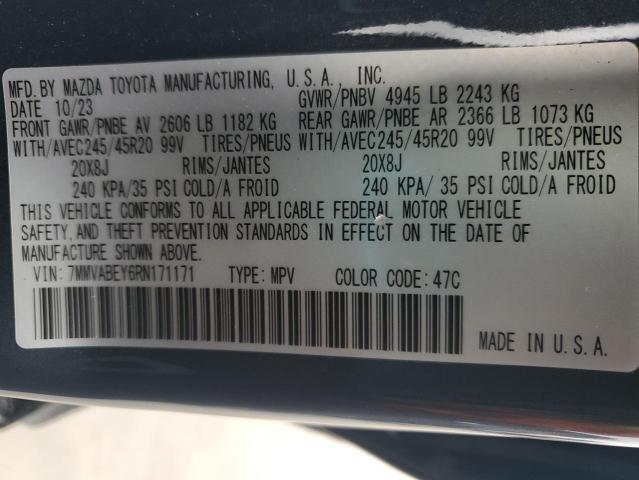 MFD. BY MAZDA TOYOTA MANUFACTURING, U.S.A., INC.
DATE 10/23 GVWR/PNBV 4945 LB 2243 KG
FRONT GAWR/PNBE AV 2606 LB 1182 KG REAR GAWR/PNBE AR 2366 LB 1073 KG
WITH/AVEC245/45R20 99V TIRES/PNEUS WITH/AVEC245/45R20 99V TIRES/PNEUS
20X8J RIMS/JANTES 20X8J RIMS/JANTES
240 KPA/35 PSI COLD/A FROID 240 KPA/ 35 PSI COLD/A FROID
THIS VEHICLE CONFORMS TO ALL APPLICABLE FEDERAL MOTOR VEHICLE
SAFETY, AND THEFT PREVENTION STANDARDS IN EFFECT ON THE DATE OF
MANUFACTURE SHOWN ABOVE.
VIN: 7MMVABEY6RN171171 TYPE: MPV COLOR CODE: 47C
MADE IN U.S.A.